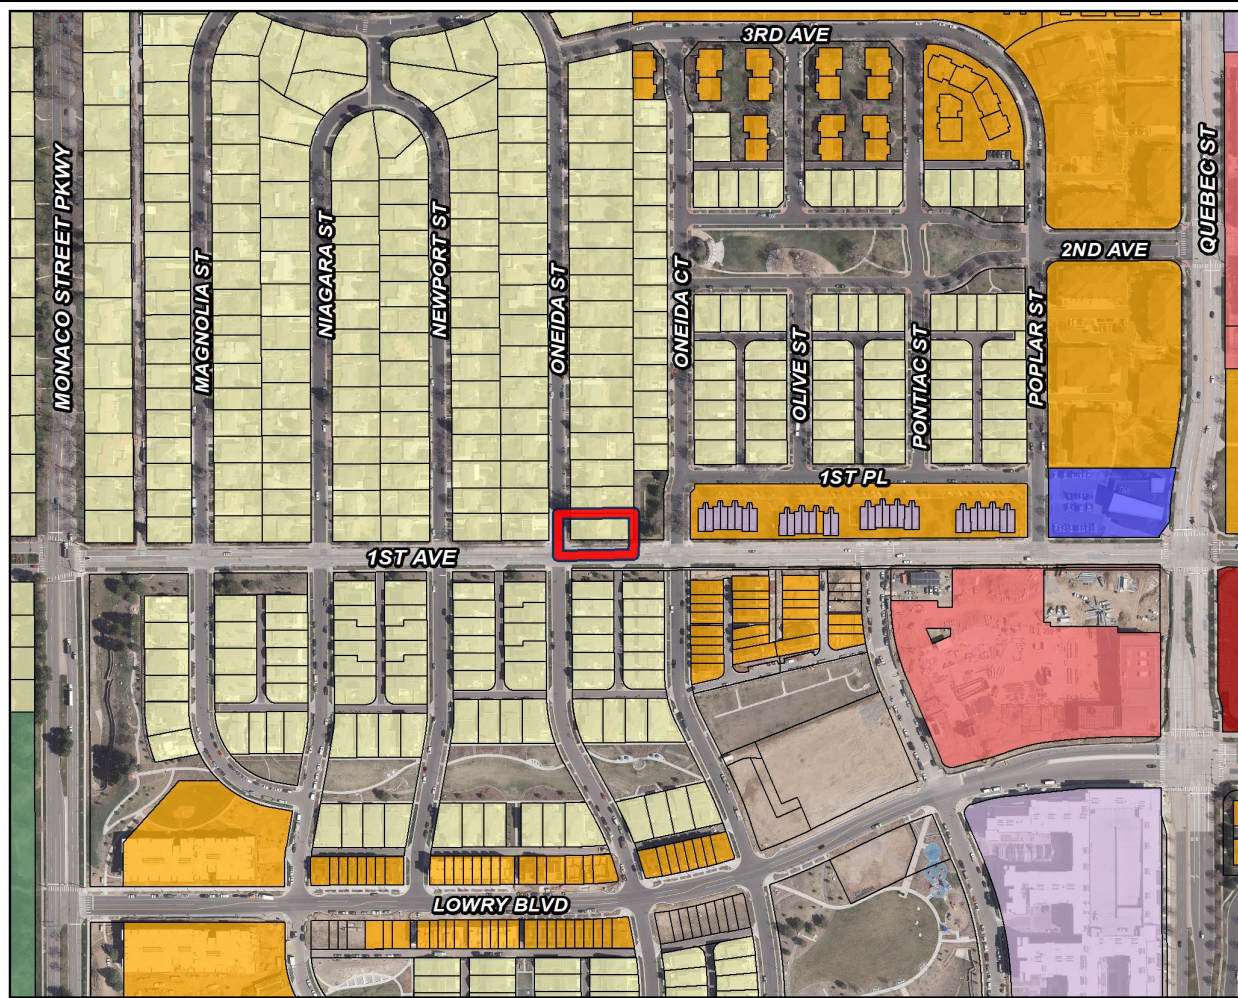 3RD AVE
MONACO STREET PKWY
MAGNOLIA ST
NIAGARA ST
NEWPORT ST
ONEIDA ST
ONEIDA CT
OLIVE ST
PONTIAC ST
POPLAR ST
2ND AVE
QUEBEC ST
1ST PL
1ST AVE
LOWRY BLVD